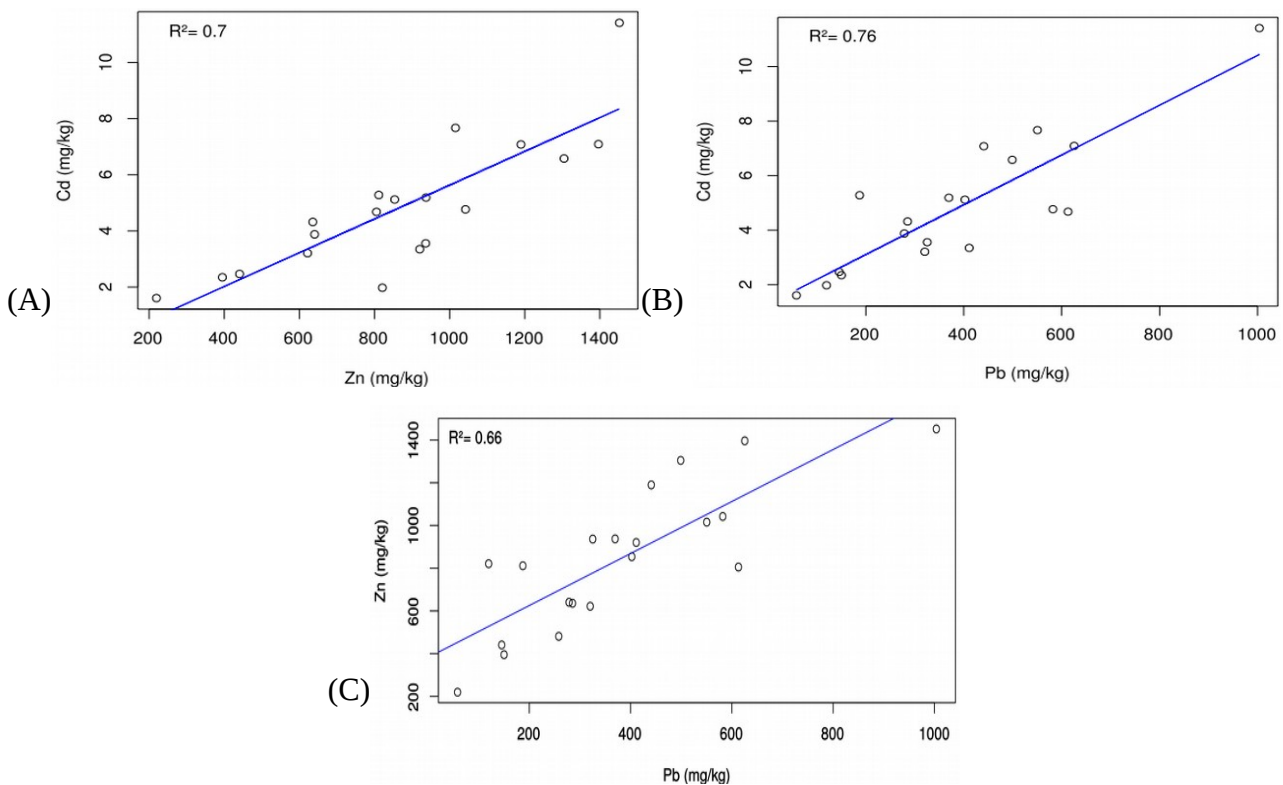 R²= 0.7
Cd (mg/kg)
10
8
6
4
2
200 400 600 800 1000 1200 1400
Zn (mg/kg)
(A)
R²= 0.76
Cd (mg/kg)
10
8
6
4
2
200 400 600 800 1000
Pb (mg/kg)
(B)
R²= 0.66
Zn (mg/kg)
1400
1000
600
200
200 400 600 800 1000
Pb (mg/kg)
(C)